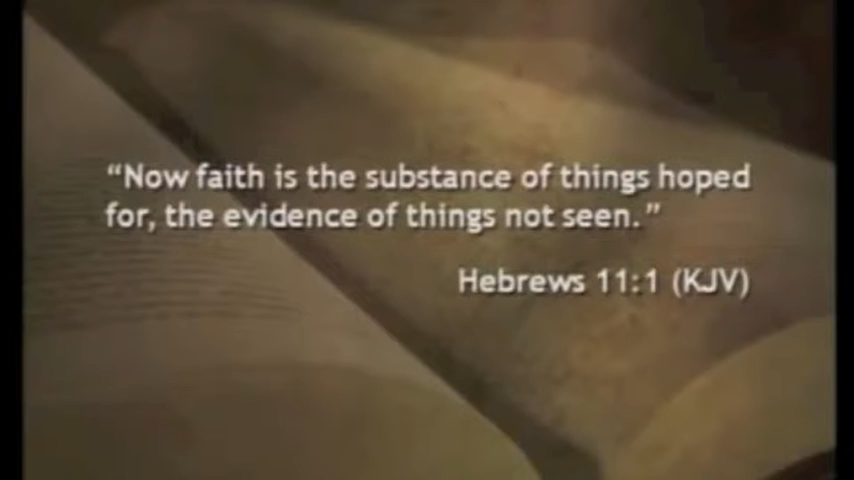 “Now faith is the substance of things hoped
for, the evidence of things not seen.”
Hebrews 11:1 (KJV)